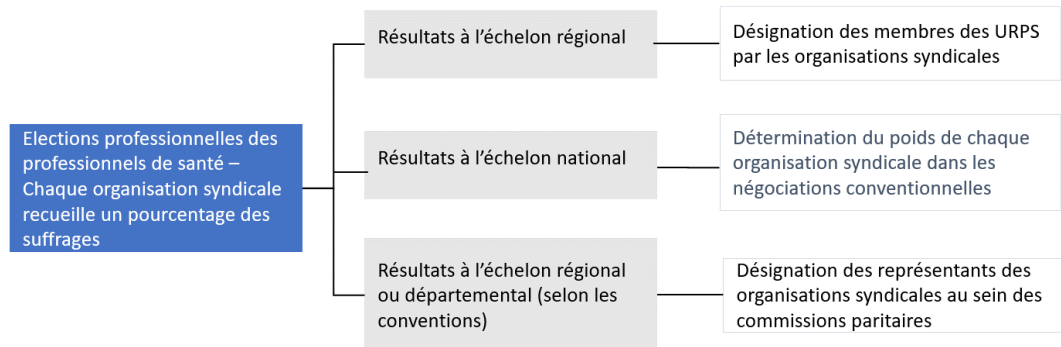 Elections professionnelles des
professionnels de santé –
Chaque organisation syndicale
recueille un pourcentage des
suffrages
Résultats à l’échelon régional
Désignation des membres des URPS
par les organisations syndicales
Résultats à l’échelon national
Détermination du poids de chaque
organisation syndicale dans les
négociations conventionnelles
Résultats à l’échelon régional
ou départemental (selon les
conventions)
Désignation des représentants des
organisations syndicales au sein des
commissions paritaires